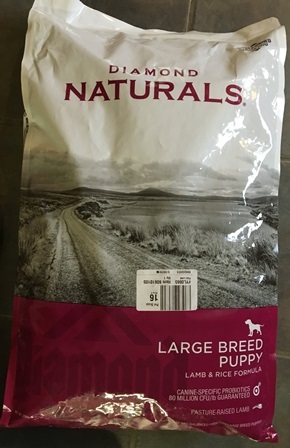 DIAMOND
NATURALS
16
LARGE BREED
PUPPY
LAMB & RICE FORMULA
CANINE-SPECIFIC PROBIOTICS
80 MILLION CFU/lb GUARANTEED
PASTURE-RAISED LAMB